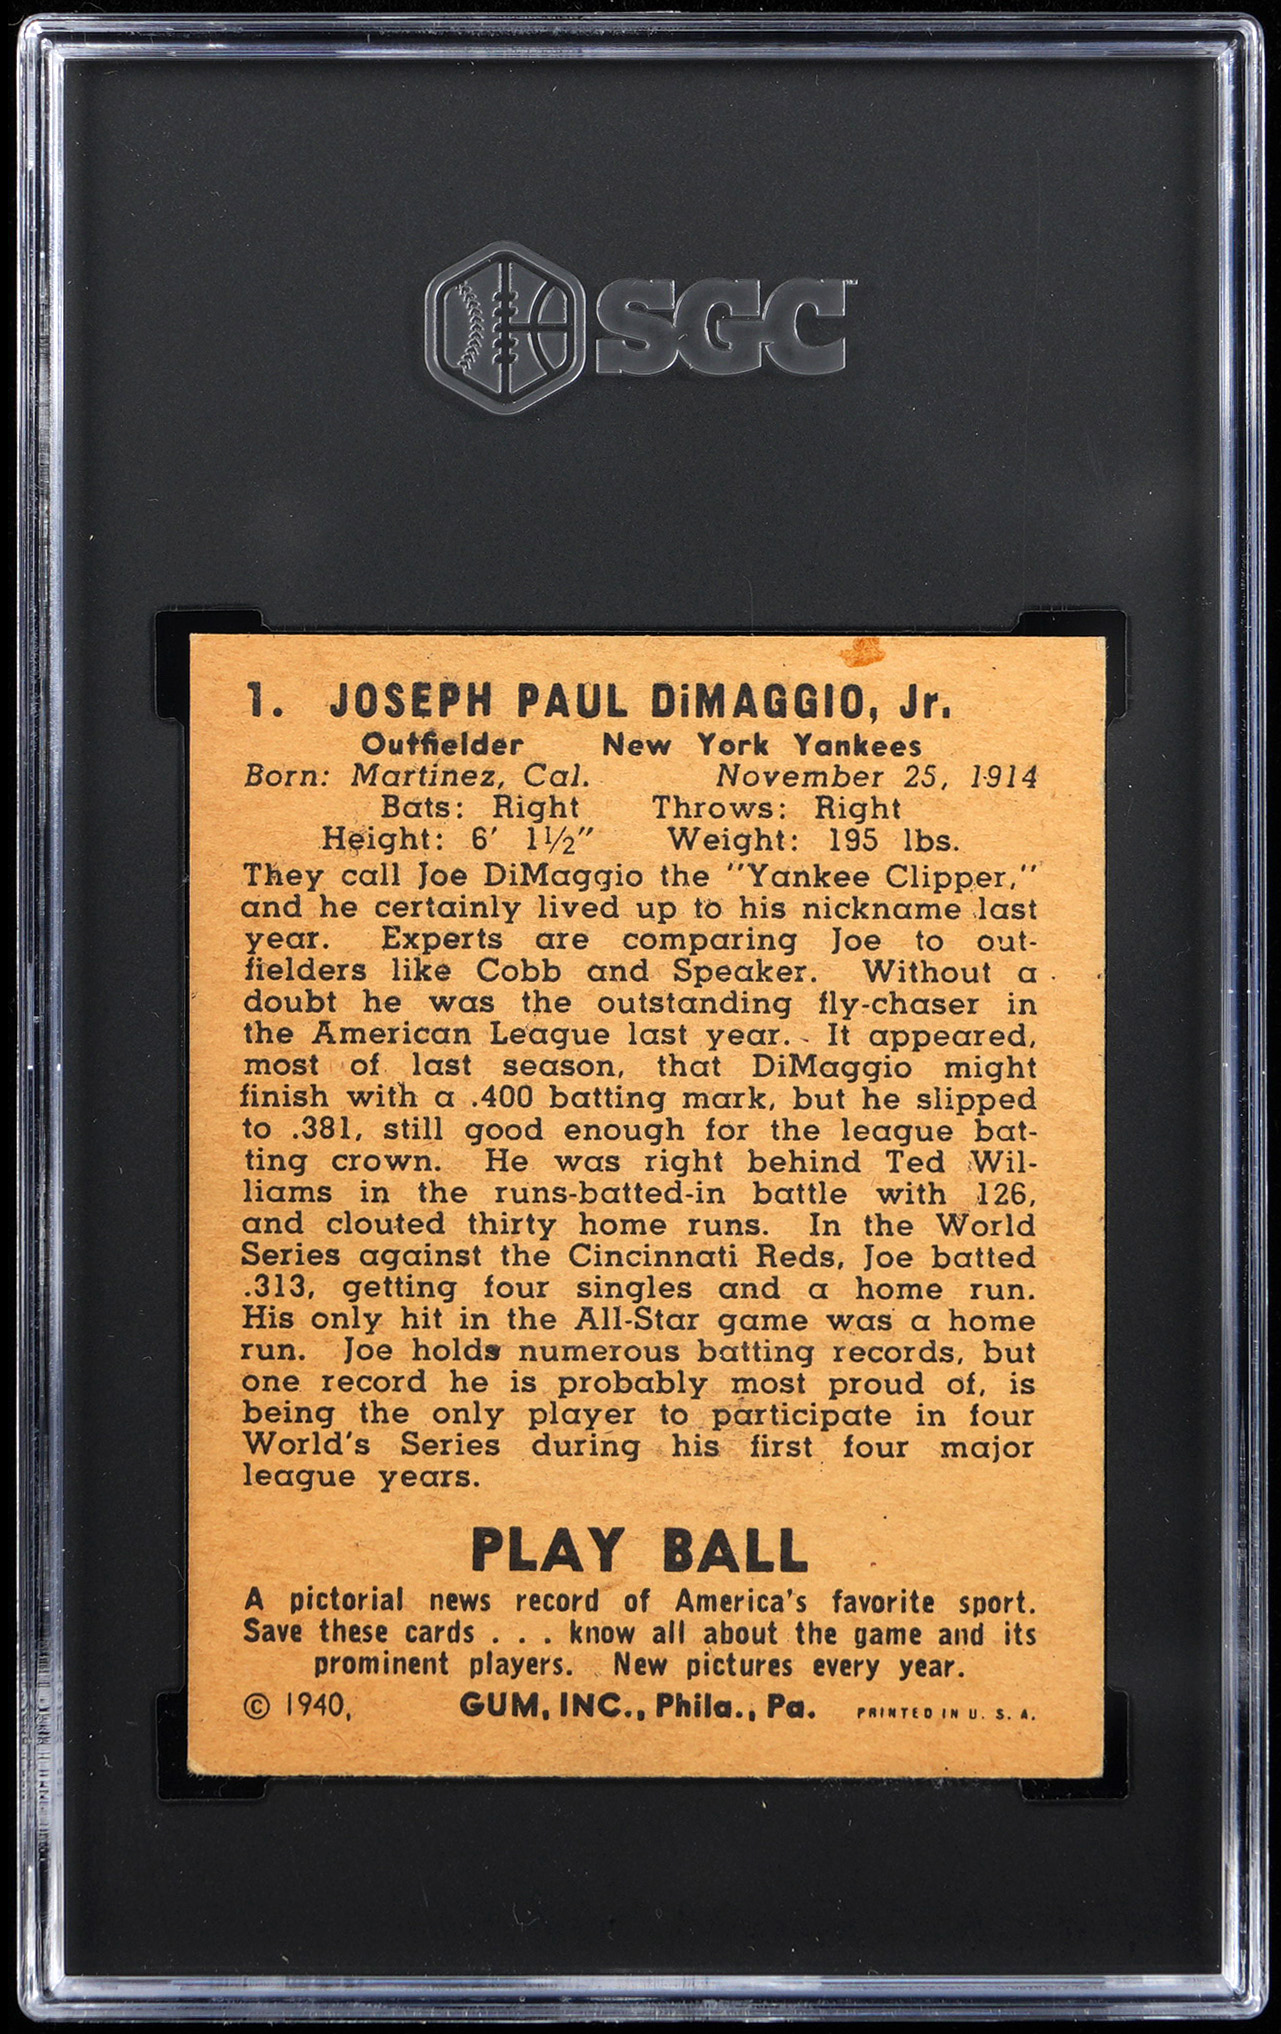 SGC
1. JOSEPH PAUL DiMAGGIO, Jr.
Outfielder New York Yankees
Born: Martinez, Cal. November 25, 1914
Bats: Right Throws: Right
Height: 6' 1½" Weight: 195 lbs.
They call Joe DiMaggio the "Yankee Clipper,"
and he certainly lived up to his nickname last
year. Experts are comparing Joe to out-
fielders like Cobb and Speaker. Without a
doubt he was the outstanding fly-chaser in
the American League last year. It appeared,
most of last season, that DiMaggio might
finish with a .400 batting mark, but he slipped
to .381, still good enough for the league bat-
ting crown. He was right behind Ted Wil-
liams in the runs-batted-in battle with 126,
and clouted thirty home runs. In the World
Series against the Cincinnati Reds, Joe batted
.313, getting four singles and a home run.
His only hit in the All-Star game was a home
run. Joe holds numerous batting records, but
one record he is probably most proud of, is
being the only player to participate in four
World's Series during his first four major
league years.
PLAY BALL
A pictorial news record of America's favorite sport.
Save these cards . . . know all about the game and its
prominent players. New pictures every year.
© 1940, GUM, INC., Phila., Pa. PRINTED IN U. S. A.